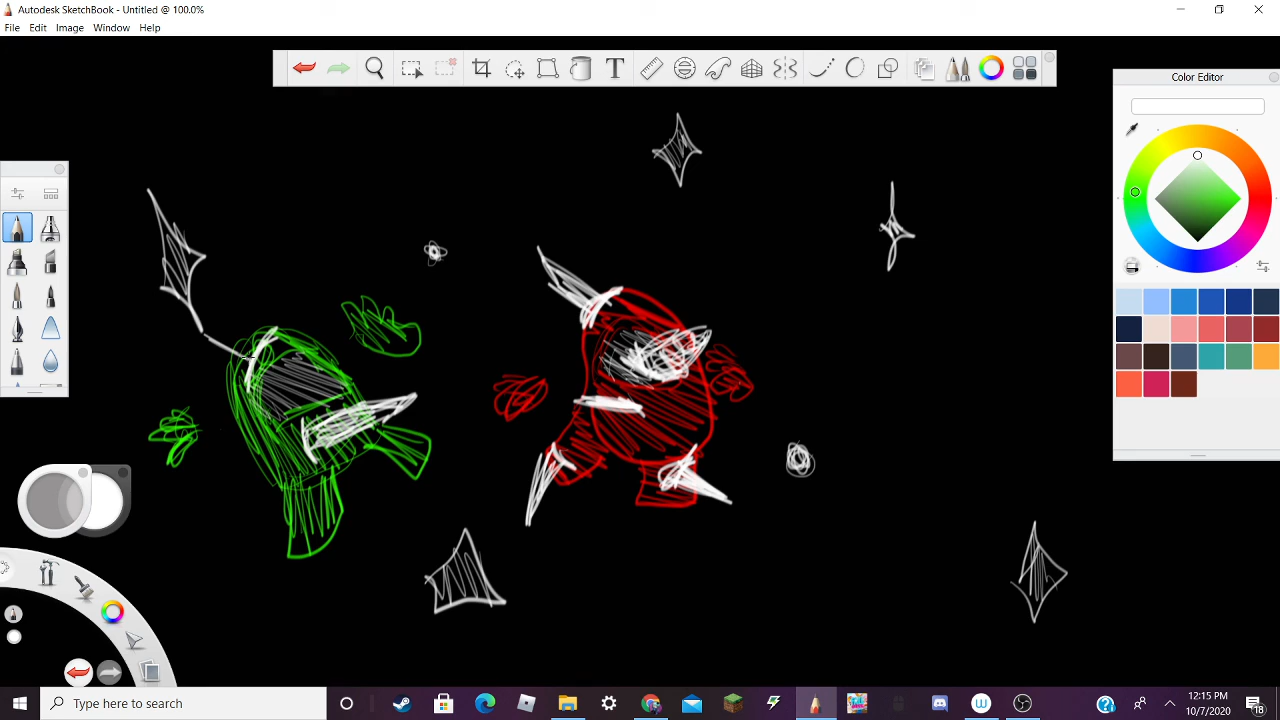 Autodesk SketchBook - Untitled @ 100.0%
File Edit Image Window Help
T
Color Editor
Type here to search
W
12:15 PM
10/7/2020
18